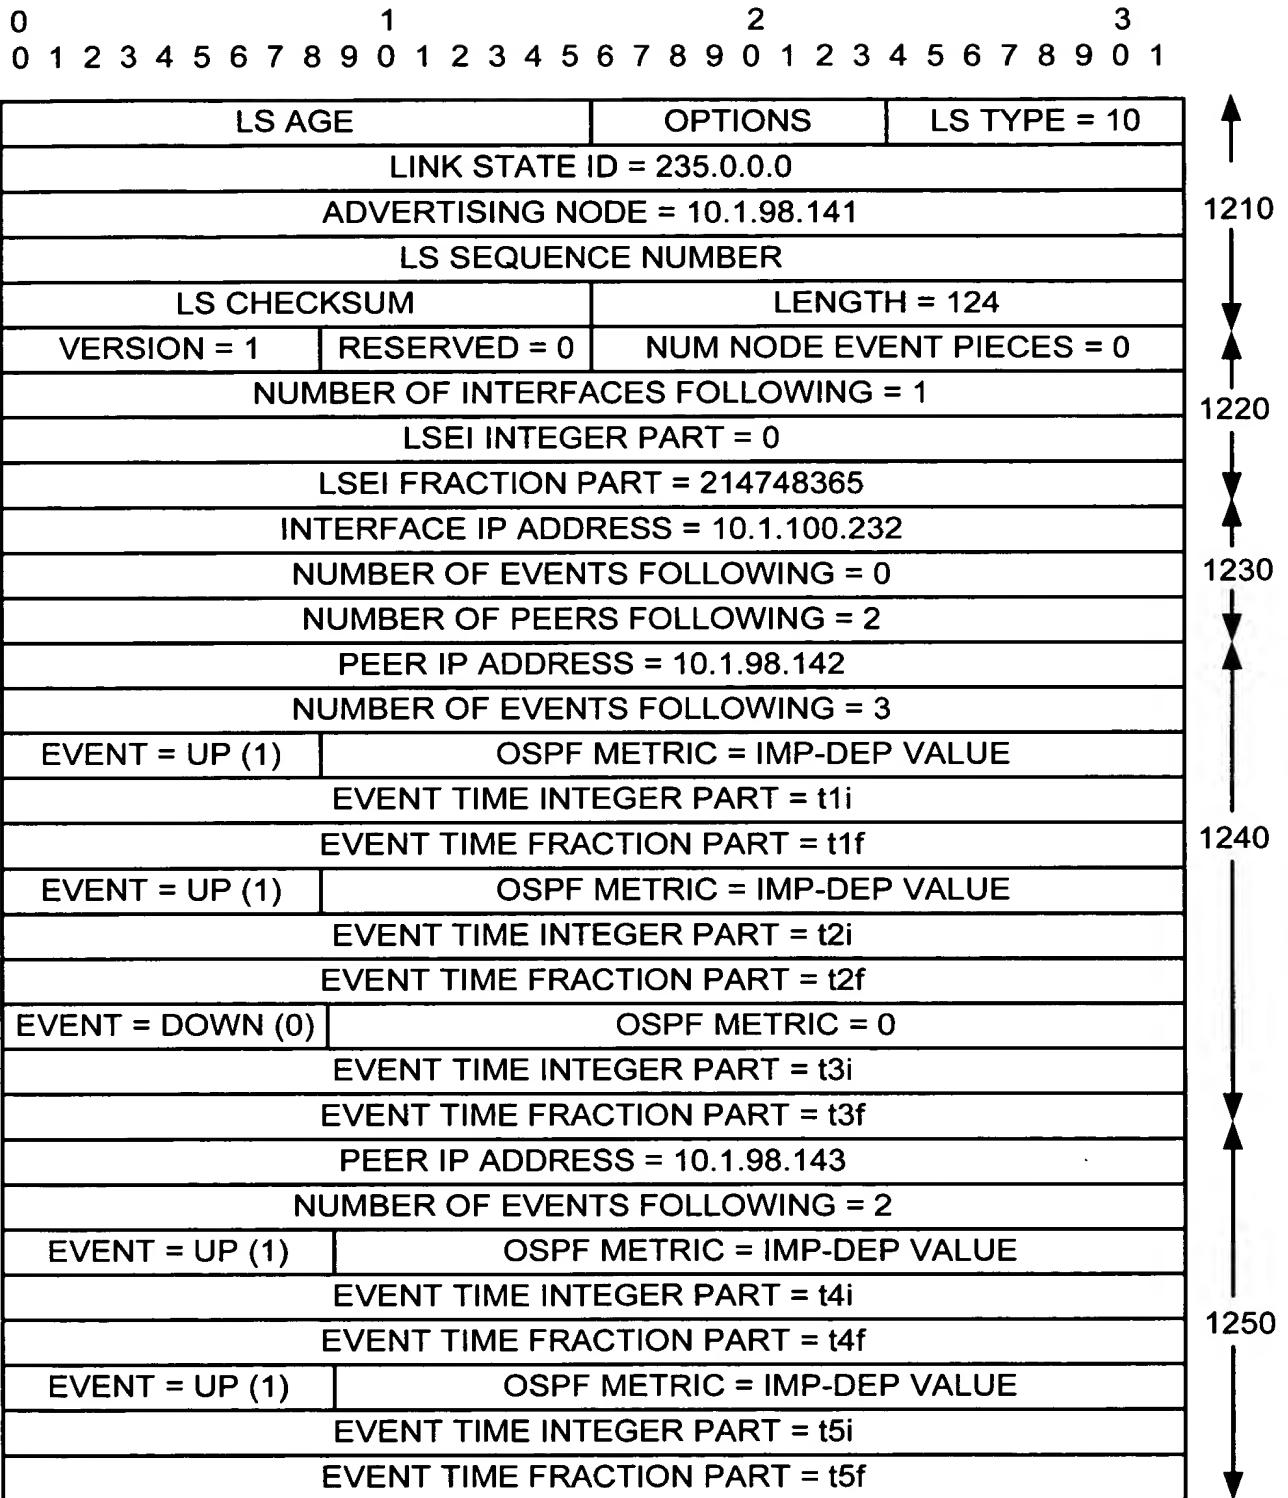 0 1 2 3
0 1 2 3 4 5 6 7 8 9 0 1 2 3 4 5 6 7 8 9 0 1 2 3 4 5 6 7 8 9 0 1
LS AGE OPTIONS LS TYPE = 10
LINK STATE ID = 235.0.0.0
ADVERTISING NODE = 10.1.98.141 1210
LS SEQUENCE NUMBER
LS CHECKSUM LENGTH = 124
VERSION = 1 RESERVED = 0 NUM NODE EVENT PIECES = 0
NUMBER OF INTERFACES FOLLOWING = 1 1220
LSEI INTEGER PART = 0
LSEI FRACTION PART = 214748365
INTERFACE IP ADDRESS = 10.1.100.232
NUMBER OF EVENTS FOLLOWING = 0 1230
NUMBER OF PEERS FOLLOWING = 2
PEER IP ADDRESS = 10.1.98.142
NUMBER OF EVENTS FOLLOWING = 3
EVENT = UP (1) OSPF METRIC = IMP-DEP VALUE
EVENT TIME INTEGER PART = t1i
EVENT TIME FRACTION PART = t1f 1240
EVENT = UP (1) OSPF METRIC = IMP-DEP VALUE
EVENT TIME INTEGER PART = t2i
EVENT TIME FRACTION PART = t2f
EVENT = DOWN (0) OSPF METRIC = 0
EVENT TIME INTEGER PART = t3i
EVENT TIME FRACTION PART = t3f
PEER IP ADDRESS = 10.1.98.143
NUMBER OF EVENTS FOLLOWING = 2
EVENT = UP (1) OSPF METRIC = IMP-DEP VALUE
EVENT TIME INTEGER PART = t4i
EVENT TIME FRACTION PART = t4f 1250
EVENT = UP (1) OSPF METRIC = IMP-DEP VALUE
EVENT TIME INTEGER PART = t5i
EVENT TIME FRACTION PART = t5f